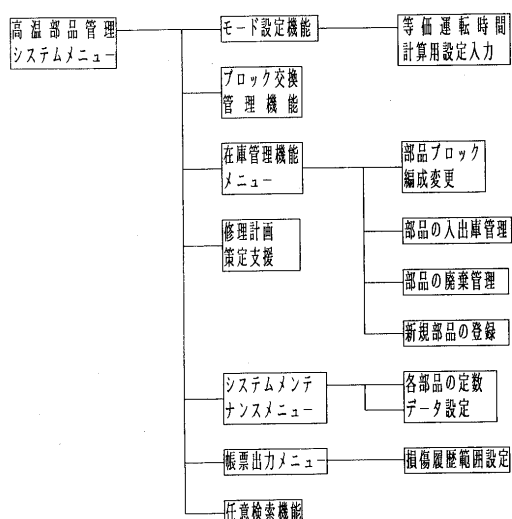 高温部品管理
システムメニュー
モード設定機能
等価運転時間
計算用設定入力
ブロック交換
管理機能
在庫管理機能
メニュー
部品ブロック
編成変更
部品の入出庫管理
部品の廃棄管理
新規部品の登録
修理計画
策定支援
システムメンテ
ナンスメニュー
各部品の定数
データ設定
帳票出力メニュー
損傷履歴範囲設定
任意検索機能